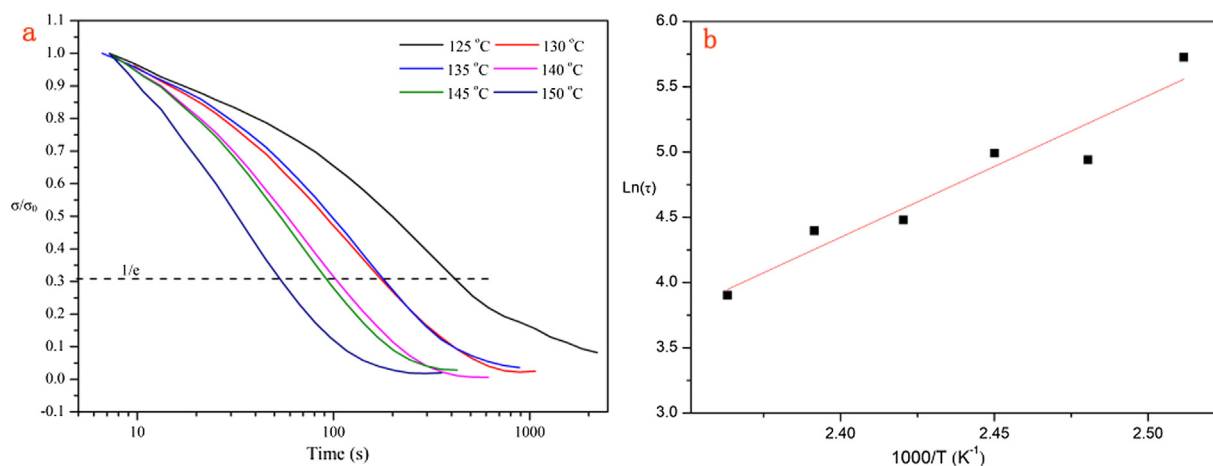 a
1.1
1.0
0.9
0.8
0.7
0.6
0.5
0.4
0.3
0.2
0.1
0.0
-0.1
σ/σ₀
125 °C 130 °C
135 °C 140 °C
145 °C 150 °C
1/e
10 100 1000
Time (s)
b
6.0
5.5
5.0
4.5
4.0
3.5
3.0
Ln(τ)
2.40 2.45 2.50
1000/T (K⁻¹)